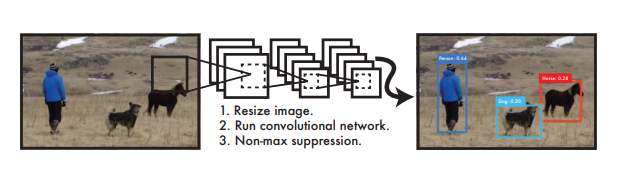 1. Resize image.
2. Run convolutional network.
3. Non-max suppression.
Person: 0.64
Horse: 0.28
Dog: 0.30